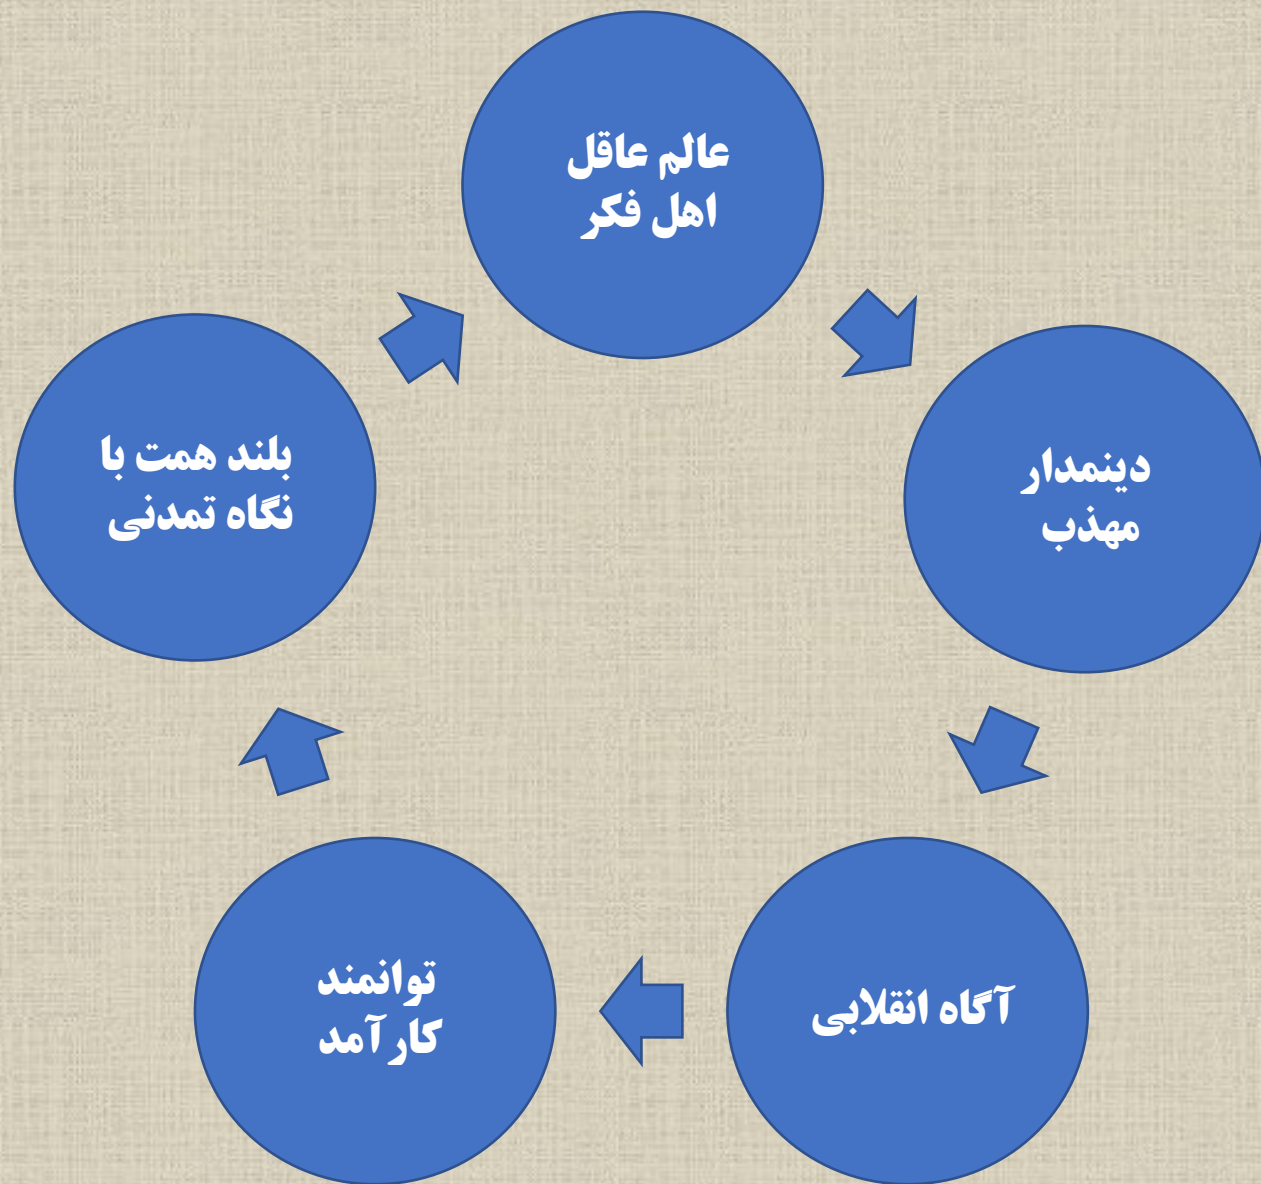 عالم عاقل
اهل فکر
دینمدار
مهذب
آگاه انقلابی
توانمند
کارآمد
بلند همت با
نگاه تمدنی